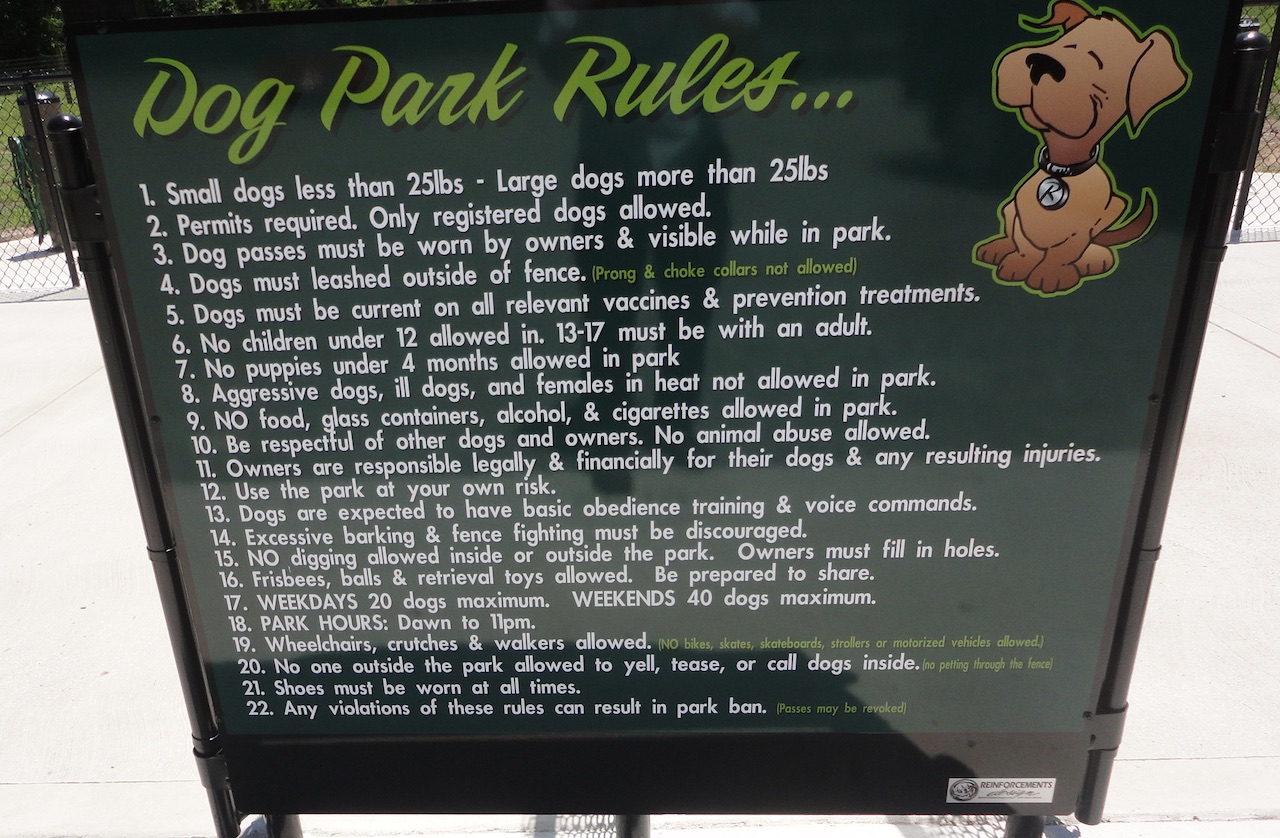 Dog Park Rules...
1. Small dogs less than 25lbs - Large dogs more than 25lbs
2. Permits required. Only registered dogs allowed.
3. Dog passes must be worn by owners & visible while in park.
4. Dogs must leashed outside of fence. (Prong & choke collars not allowed)
5. Dogs must be current on all relevant vaccines & prevention treatments.
6. No children under 12 allowed in. 13-17 must be with an adult.
7. No puppies under 4 months allowed in park
8. Aggressive dogs, ill dogs, and females in heat not allowed in park.
9. NO food, glass containers, alcohol, & cigarettes allowed in park.
10. Be respectful of other dogs and owners. No animal abuse allowed.
11. Owners are responsible legally & financially for their dogs & any resulting injuries.
12. Use the park at your own risk.
13. Dogs are expected to have basic obedience training & voice commands.
14. Excessive barking & fence fighting must be discouraged.
15. NO digging allowed inside or outside the park. Owners must fill in holes.
16. Frisbees, balls & retrieval toys allowed. Be prepared to share.
17. WEEKDAYS 20 dogs maximum. WEEKENDS 40 dogs maximum.
18. PARK HOURS: Dawn to 11pm.
19. Wheelchairs, crutches & walkers allowed. (NO bikes, skates, skateboards, strollers or motorized vehicles allowed.)
20. No one outside the park allowed to yell, tease, or call dogs inside. (no petting through the fence)
21. Shoes must be worn at all times.
22. Any violations of these rules can result in park ban. (Passes may be revoked)
R
REINFORCEMENTS